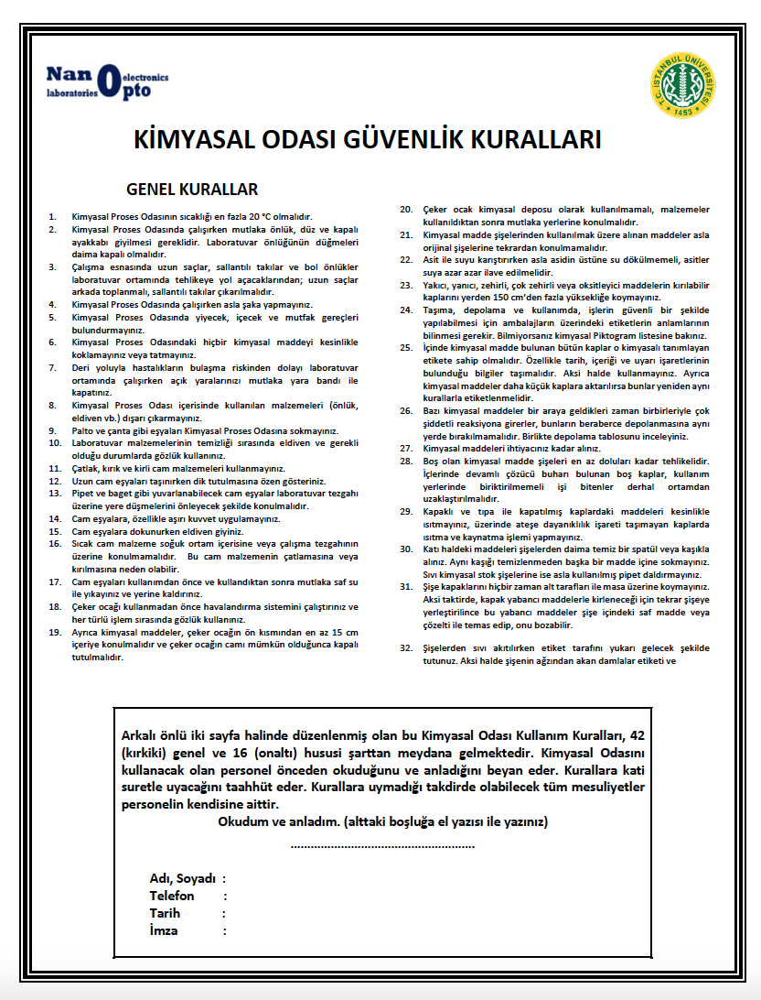 Nan O electronics
laboratories pto
T.C. İSTANBUL ÜNİVERSİTESİ
1453
KİMYASAL ODASI GÜVENLİK KURALLARI
GENEL KURALLAR
1. Kimyasal Proses Odasının sıcaklığı en fazla 20 °C olmalıdır.
2. Kimyasal Proses Odasında çalışırken mutlaka önlük, düz ve kapalı
ayakkabı giyilmesi gereklidir. Laboratuvar önlüğünün düğmeleri
daima kapalı olmalıdır.
3. Çalışma esnasında uzun saçlar, sallantılı takılar ve bol önlükler
laboratuvar ortamında tehlikeye yol açacaklarından; uzun saçlar
arkada toplanmalı, sallantılı takılar çıkarılmalıdır.
4. Kimyasal Proses Odasında çalışırken asla şaka yapmayınız.
5. Kimyasal Proses Odasında yiyecek, içecek ve mutfak gereçleri
bulundurmayınız.
6. Kimyasal Proses Odasındaki hiçbir kimyasal maddeyi kesinlikle
koklamayınız veya tatmayınız.
7. Deri yoluyla hastalıkların bulaşma riskinden dolayı laboratuvar
ortamında çalışırken açık yaralarınızı mutlaka yara bandı ile
kapatınız.
8. Kimyasal Proses Odası içerisinde kullanılan malzemeleri (önlük,
eldiven vb.) dışarı çıkarmayınız.
9. Palto ve çanta gibi eşyaları Kimyasal Proses Odasına sokmayınız.
10. Laboratuvar malzemelerinin temizliği sırasında eldiven ve gerekli
olduğu durumlarda gözlük kullanınız.
11. Çatlak, kırık ve kirli cam malzemeleri kullanmayınız.
12. Uzun cam eşyaları taşınırken dik tutulmasına özen gösteriniz.
13. Pipet ve baget gibi yuvarlanabilecek cam eşyalar laboratuvar tezgahı
üzerine yere düşmelerini önleyecek şekilde konulmalıdır.
14. Cam eşyalara, özellikle aşırı kuvvet uygulamayınız.
15. Cam eşyalara dokunurken eldiven giyiniz.
16. Sıcak cam malzeme soğuk ortam içerisine veya çalışma tezgahının
üzerine konulmamalıdır. Bu cam malzemenin çatlamasına veya
kırılmasına neden olabilir.
17. Cam eşyaları kullanımdan önce ve kullandıktan sonra mutlaka saf su
ile yıkayınız ve yerine kaldırınız.
18. Çeker ocağı kullanmadan önce havalandırma sistemini çalıştırınız ve
her türlü işlem sırasında gözlük kullanınız.
19. Ayrıca kimyasal maddeler, çeker ocağın ön kısmından en az 15 cm
içeriye konulmalıdır ve çeker ocağın camı mümkün olduğunca kapalı
tutulmalıdır.
20. Çeker ocak kimyasal deposu olarak kullanılmamalı, malzemeler
kullanıldıktan sonra mutlaka yerlerine konulmalıdır.
21. Kimyasal madde şişelerinden kullanılmak üzere alınan maddeler asla
orijinal şişelerine tekrardan konulmamalıdır.
22. Asit ile suyu karıştırırken asla asidin üstüne su dökülmemeli, asitler
suya azar azar ilave edilmelidir.
23. Yakıcı, yanıcı, zehirli, çok zehirli veya oksitleyici maddelerin kırılabilir
kaplarını yerden 150 cm'den fazla yüksekliğe koymayınız.
24. Taşıma, depolama ve kullanımda, işlerin güvenli bir şekilde
yapılabilmesi için ambalajların üzerindeki etiketlerin anlamlarının
bilinmesi gerekir. Bilmiyorsanız kimyasal Piktogram listesine bakınız.
25. İçinde kimyasal madde bulunan bütün kaplar o kimyasalı tanımlayan
etikete sahip olmalıdır. Özellikle tarih, içeriği ve uyarı işaretlerinin
bulunduğu bilgiler taşımalıdır. Aksi halde kullanmayınız. Ayrıca
kimyasal maddeler daha küçük kaplara aktarılırsa bunlar yeniden aynı
kurallarla etiketlenmelidir.
26. Bazı kimyasal maddeler bir araya geldikleri zaman birbirleriyle çok
şiddetli reaksiyona girerler, bunların beraberce depolanmasına aynı
yerde bırakılmamalıdır. Birlikte depolama tablosunu inceleyiniz.
27. Kimyasal maddeleri ihtiyacınız kadar alınız.
28. Boş olan kimyasal madde şişeleri en az doluları kadar tehlikelidir.
İçlerinde devamlı çözücü buharı bulunan boş kaplar, kullanım
yerlerinde biriktirilmemeli işi bitenler derhal ortamdan
uzaklaştırılmalıdır.
29. Kapaklı ve tıpa ile kapatılmış kaplardaki maddeleri kesinlikle
ısıtmayınız, üzerinde ateşe dayanıklılık işareti taşımayan kaplarda
ısıtma ve kaynatma işlemi yapmayınız.
30. Katı haldeki maddeleri şişelerden daima temiz bir spatül veya kaşıkla
alınız. Aynı kaşığı temizlenmeden başka bir madde içine sokmayınız.
Sıvı kimyasal stok şişelerine ise asla kullanılmış pipet daldırmayınız.
31. Şişe kapaklarını hiçbir zaman alt tarafları ile masa üzerine koymayınız.
Aksi taktirde, kapak yabancı maddelerle kirleneceği için tekrar şişeye
yerleştirilince bu yabancı maddeler şişe içindeki saf madde veya
çözelti ile temas edip, onu bozabilir.
32. Şişelerden sıvı akıtılırken etiket tarafını yukarı gelecek şekilde
tutunuz. Aksi halde şişenin ağzından akan damlalar etiketi ve
Arkalı önlü iki sayfa halinde düzenlenmiş olan bu Kimyasal Odası Kullanım Kuralları, 42
(kırkiki) genel ve 16 (onaltı) hususi şarttan meydana gelmektedir. Kimyasal Odasını
kullanacak olan personel önceden okuduğunu ve anladığını beyan eder. Kurallara kati
suretle uyacağını taahhüt eder. Kurallara uymadığı takdirde olabilecek tüm mesuliyetler
personelin kendisine aittir.
Okudum ve anladım. (alttaki boşluğa el yazısı ile yazınız)
.......................................................
Adı, Soyadı :
Telefon :
Tarih :
İmza :